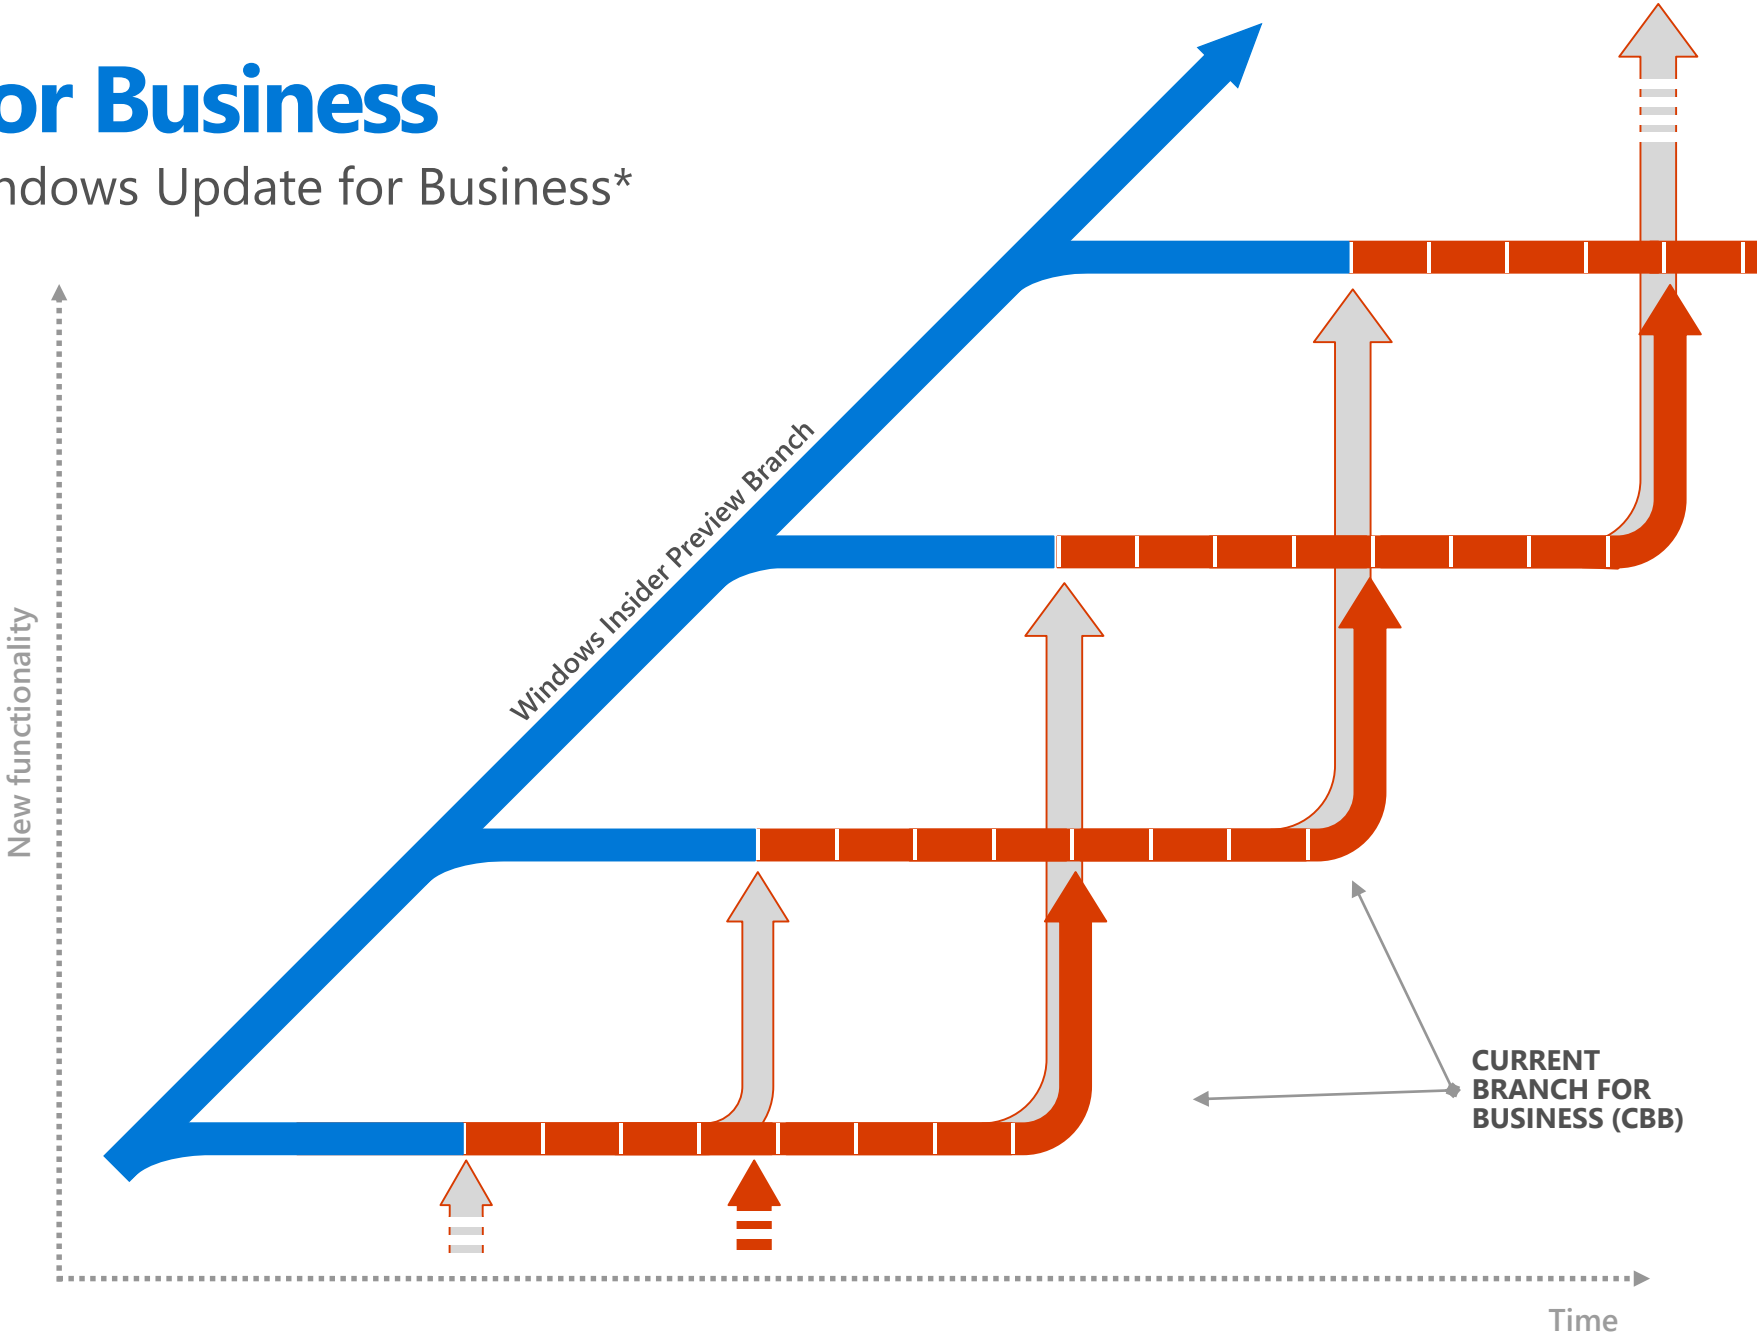 or Business
ndows Update for Business*
Windows Insider Preview Branch
New functionality
CURRENT
BRANCH FOR
BUSINESS (CBB)
Time